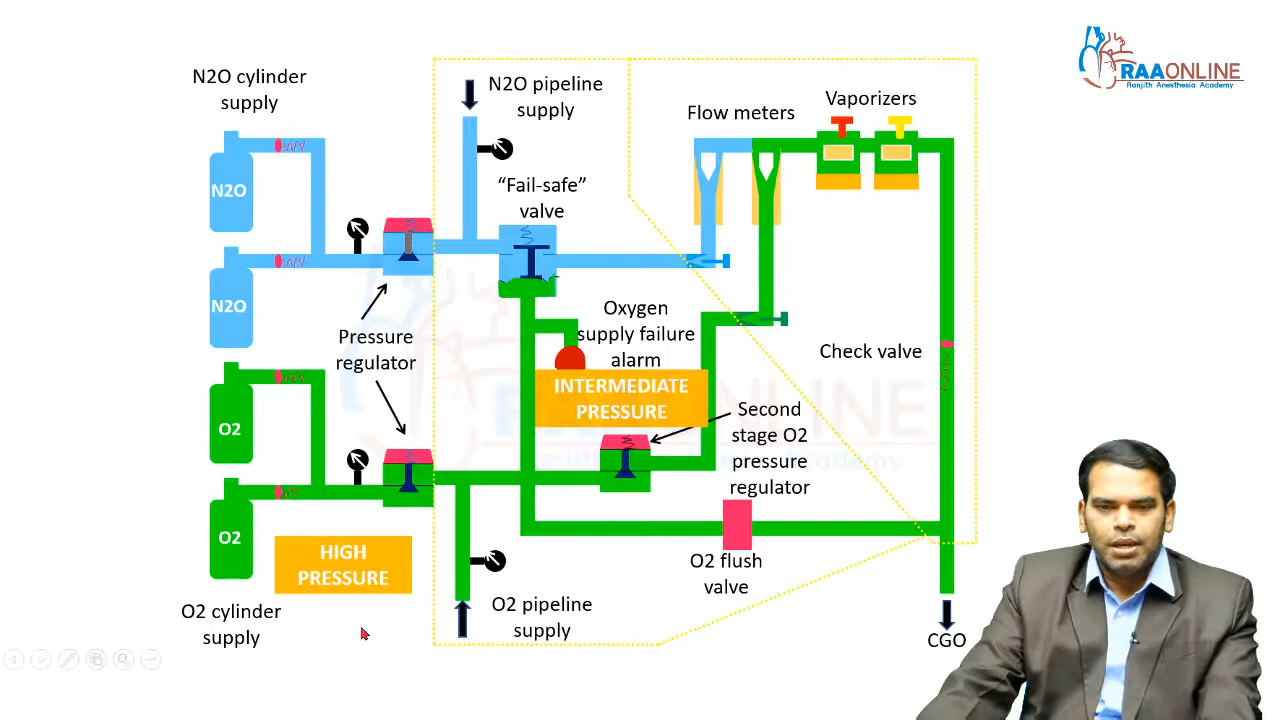 N2O cylinder
supply
N2O pipeline
supply
Flow meters
Vaporizers
RAAONLINE
Ranjith Anesthesia Academy
N2O
"Fail-safe"
valve
N2O
Pressure
regulator
Oxygen
supply failure
alarm
Check valve
INTERMEDIATE
PRESSURE
O2
Second
stage O2
pressure
regulator
O2
HIGH
PRESSURE
O2 flush
valve
O2 cylinder
supply
O2 pipeline
supply
CGO